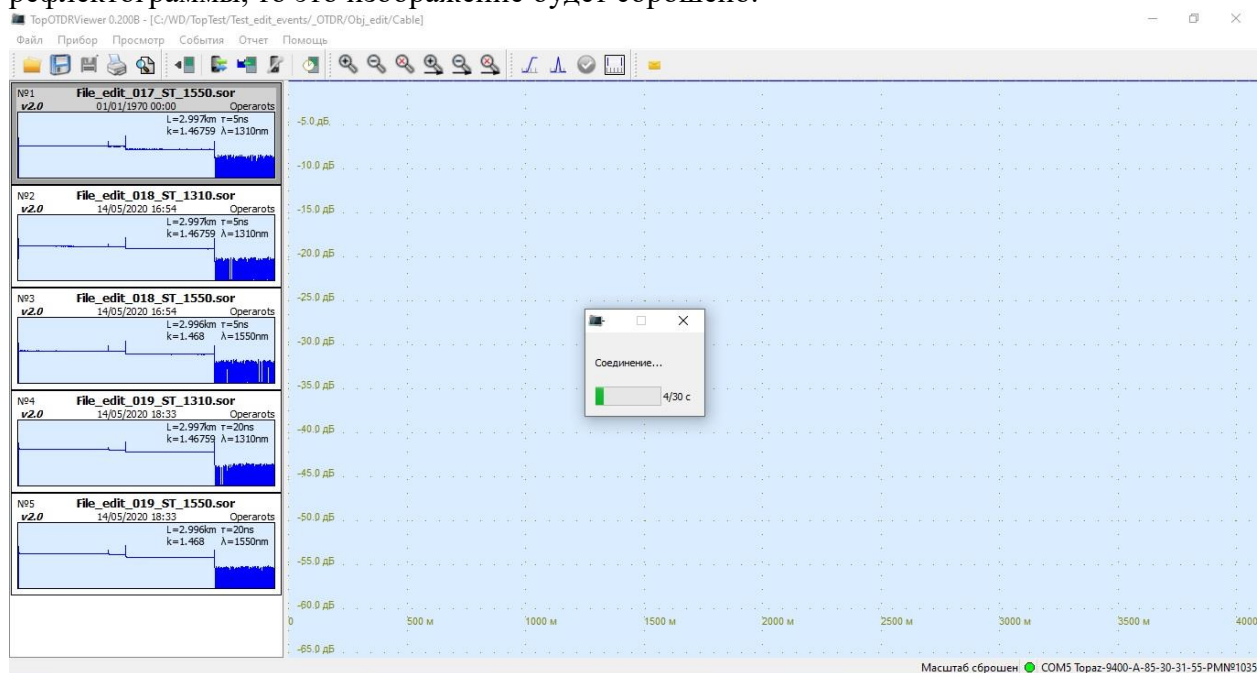 рефлектограммы, то это изображение будет сброшено.
TopOTDRViewer 0.200B - [C:/WD/TopTest/Test_edit_events/_OTDR/Obj_edit/Cable]
Файл Прибор Просмотр События Отчет Помощь
№1 File_edit_017_ST_1550.sor
v2.0 01/01/1970 00:00 Operarots
L=2.997km τ=5ns
k=1.46759 λ=1310nm
№2 File_edit_018_ST_1310.sor
v2.0 14/05/2020 16:54 Operarots
L=2.997km τ=5ns
k=1.46759 λ=1310nm
№3 File_edit_018_ST_1550.sor
v2.0 14/05/2020 16:54 Operarots
L=2.996km τ=5ns
k=1.468 λ=1550nm
№4 File_edit_019_ST_1310.sor
v2.0 14/05/2020 18:33 Operarots
L=2.997km τ=20ns
k=1.46759 λ=1310nm
№5 File_edit_019_ST_1550.sor
v2.0 14/05/2020 18:33 Operarots
L=2.996km τ=20ns
k=1.468 λ=1550nm
-5.0 дБ
-10.0 дБ
-15.0 дБ
-20.0 дБ
-25.0 дБ
-30.0 дБ
-35.0 дБ
-40.0 дБ
-45.0 дБ
-50.0 дБ
-55.0 дБ
-60.0 дБ
0 500 м 1000 м 1500 м 2000 м 2500 м 3000 м 3500 м 4000
-65.0 дБ
Соединение...
4/30 с
Масштаб сброшен COM5 Topaz-9400-A-85-30-31-55-PM№1035